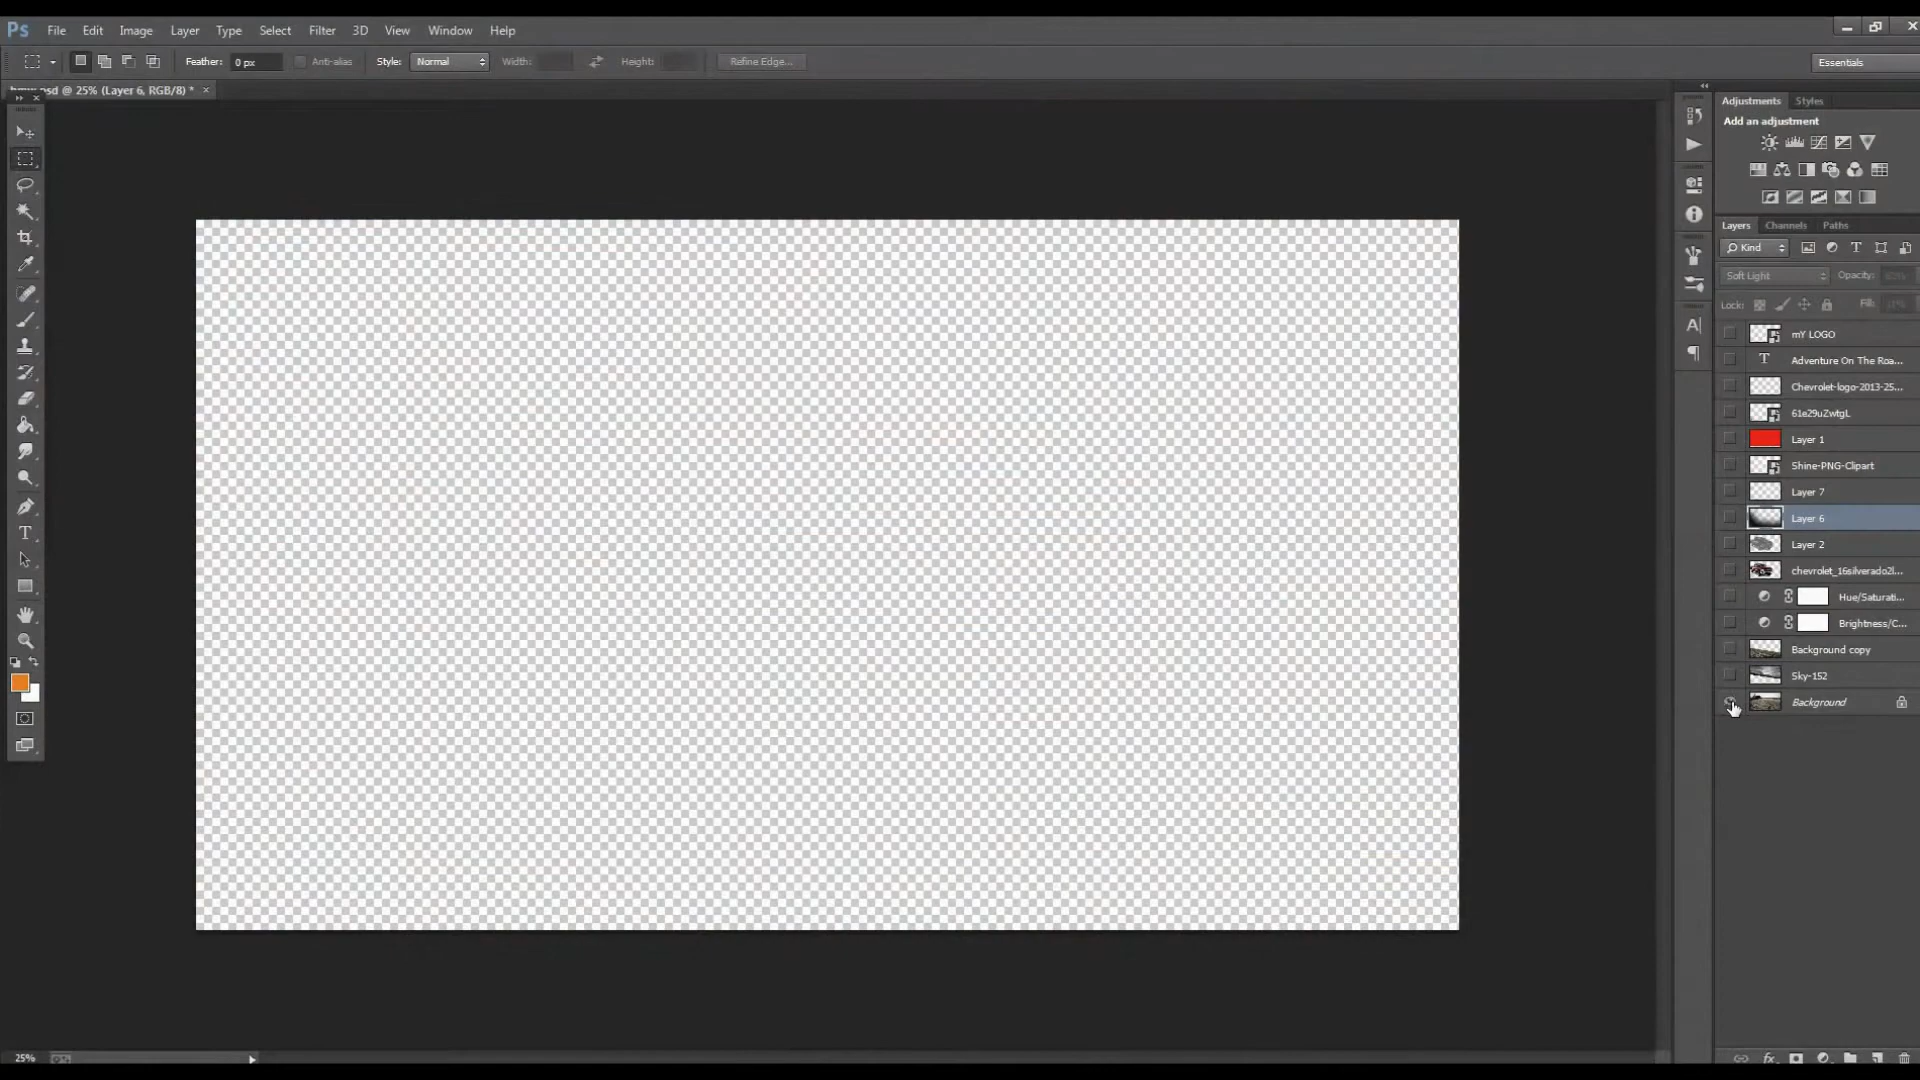 Ps File Edit Image Layer Type Select Filter 3D View Window Help
Feather: 0 px Anti-alias Style: Normal Width: Height: Refine Edge... Essentials
psd @ 25% (Layer 6, RGB/8) * ×
Adjustments Styles
Add an adjustment
Layers Channels Paths
Kind
Soft Light Opacity:
Lock: Fill:
mY LOGO
Adventure On The Roa...
Chevrolet-logo-2013-25...
61e29uZwtgL
Layer 1
Shine-PNG-Clipart
Layer 7
Layer 6
Layer 2
chevrolet_16silverado2l...
Hue/Saturati...
Brightness/C...
Background copy
Sky-152
Background
25%